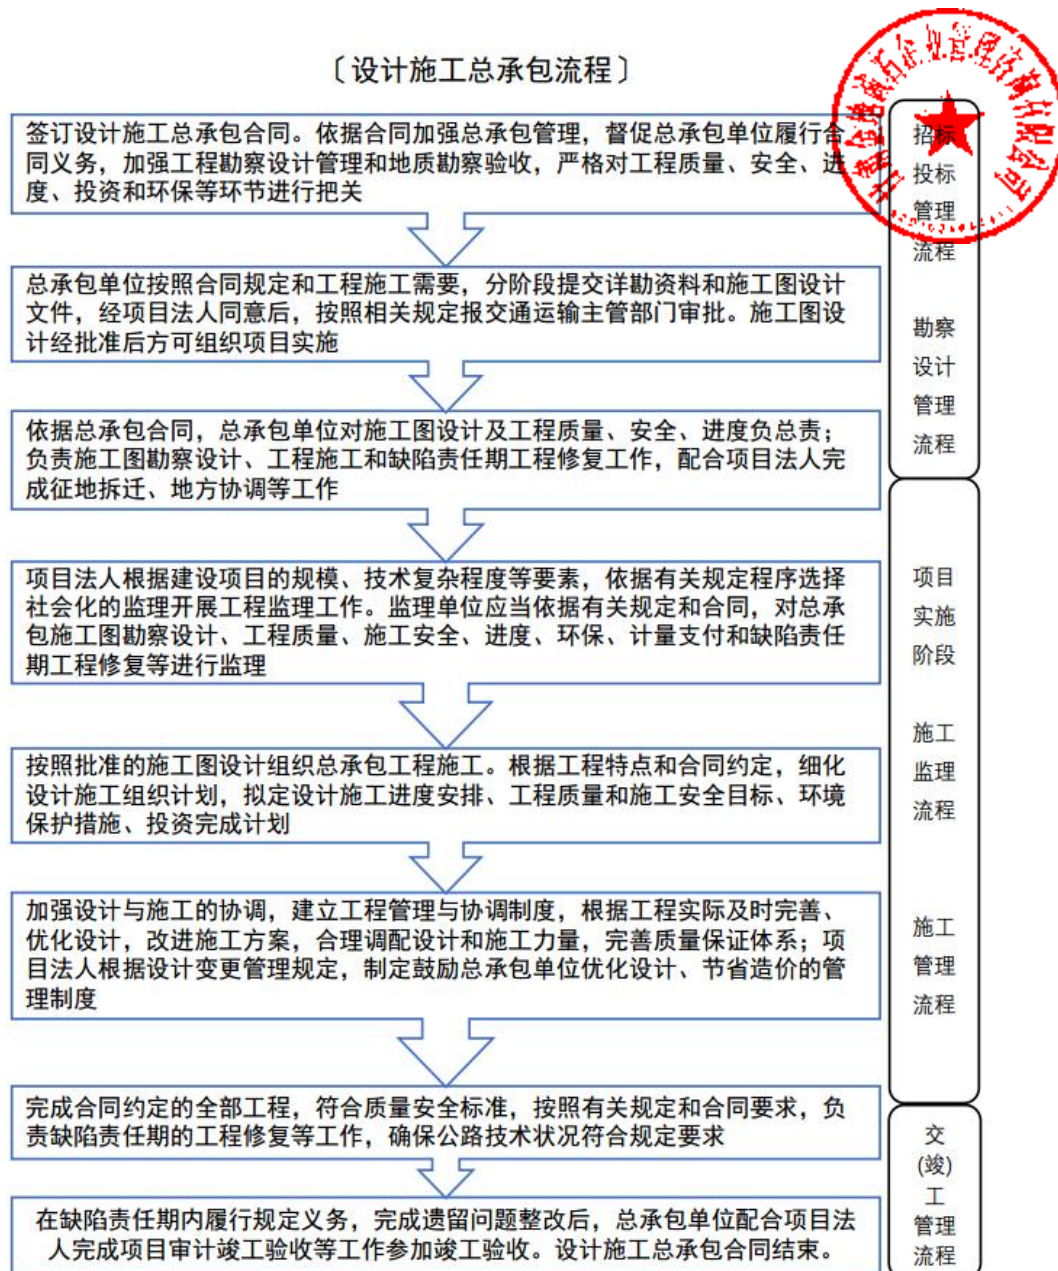 〔设计施工总承包流程〕
签订设计施工总承包合同。依据合同加强总承包管理，督促总承包单位履行合
同义务，加强工程勘察设计管理和地质勘察验收，严格对工程质量、安全、进
度、投资和环保等环节进行把关
总承包单位按照合同规定和工程施工需要，分阶段提交详勘资料和施工图设计
文件，经项目法人同意后，按照相关规定报交通运输主管部门审批。施工图设
计经批准后方可组织项目实施
依据总承包合同，总承包单位对施工图设计及工程质量、安全、进度负总责；
负责施工图勘察设计、工程施工和缺陷责任期工程修复工作，配合项目法人完
成征地拆迁、地方协调等工作
项目法人根据建设项目的规模、技术复杂程度等要素，依据有关规定程序选择
社会化的监理开展工程监理工作。监理单位应当依据有关规定和合同，对总承
包施工图勘察设计、工程质量、施工安全、进度、环保、计量支付和缺陷责任
期工程修复等进行监理
按照批准的施工图设计组织总承包工程施工。根据工程特点和合同约定，细化
设计施工组织计划，拟定设计施工进度安排、工程质量和施工安全目标、环境
保护措施、投资完成计划
加强设计与施工的协调，建立工程管理与协调制度，根据工程实际及时完善、
优化设计，改进施工方案，合理调配设计和施工力量，完善质量保证体系；项
目法人根据设计变更管理规定，制定鼓励总承包单位优化设计、节省造价的管
理制度
完成合同约定的全部工程，符合质量安全标准，按照有关规定和合同要求，负
责缺陷责任期的工程修复等工作，确保公路技术状况符合规定要求
在缺陷责任期内履行规定义务，完成遗留问题整改后，总承包单位配合项目法
人完成项目审计竣工验收等工作参加竣工验收。设计施工总承包合同结束。
招标
投标
管理
流程
勘察
设计
管理
流程
项目
实施
阶段
施工
监理
流程
施工
管理
流程
交
(竣)
工
管理
流程